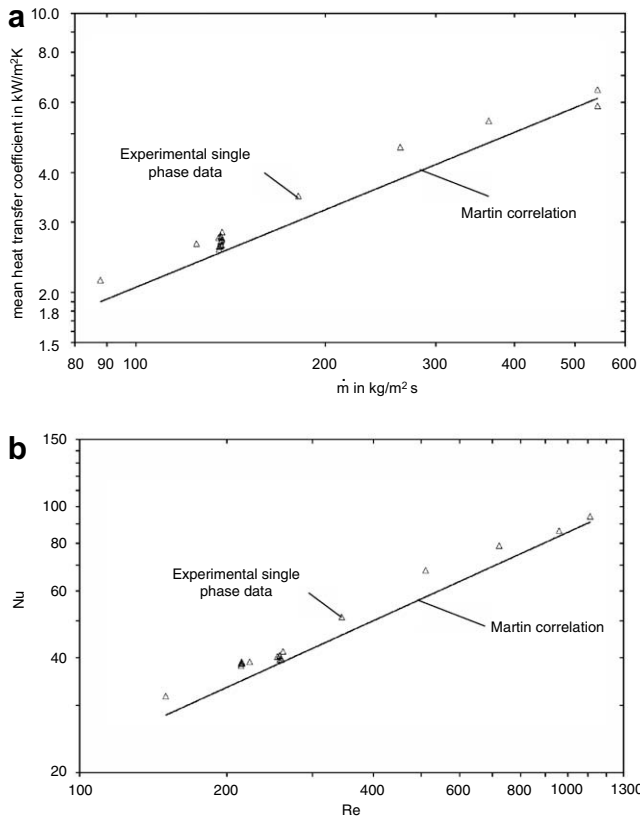 a
mean heat transfer coefficient in kW/m²K
10.0
8.0
6.0
4.0
3.0
2.0
1.8
1.5
Experimental single
phase data
Martin correlation
80
90
100
200
300
400
500
600
ṁ in kg/m² s
b
Nu
150
100
80
60
40
20
Experimental single
phase data
Martin correlation
100
200
400
600
800
1000
1300
Re